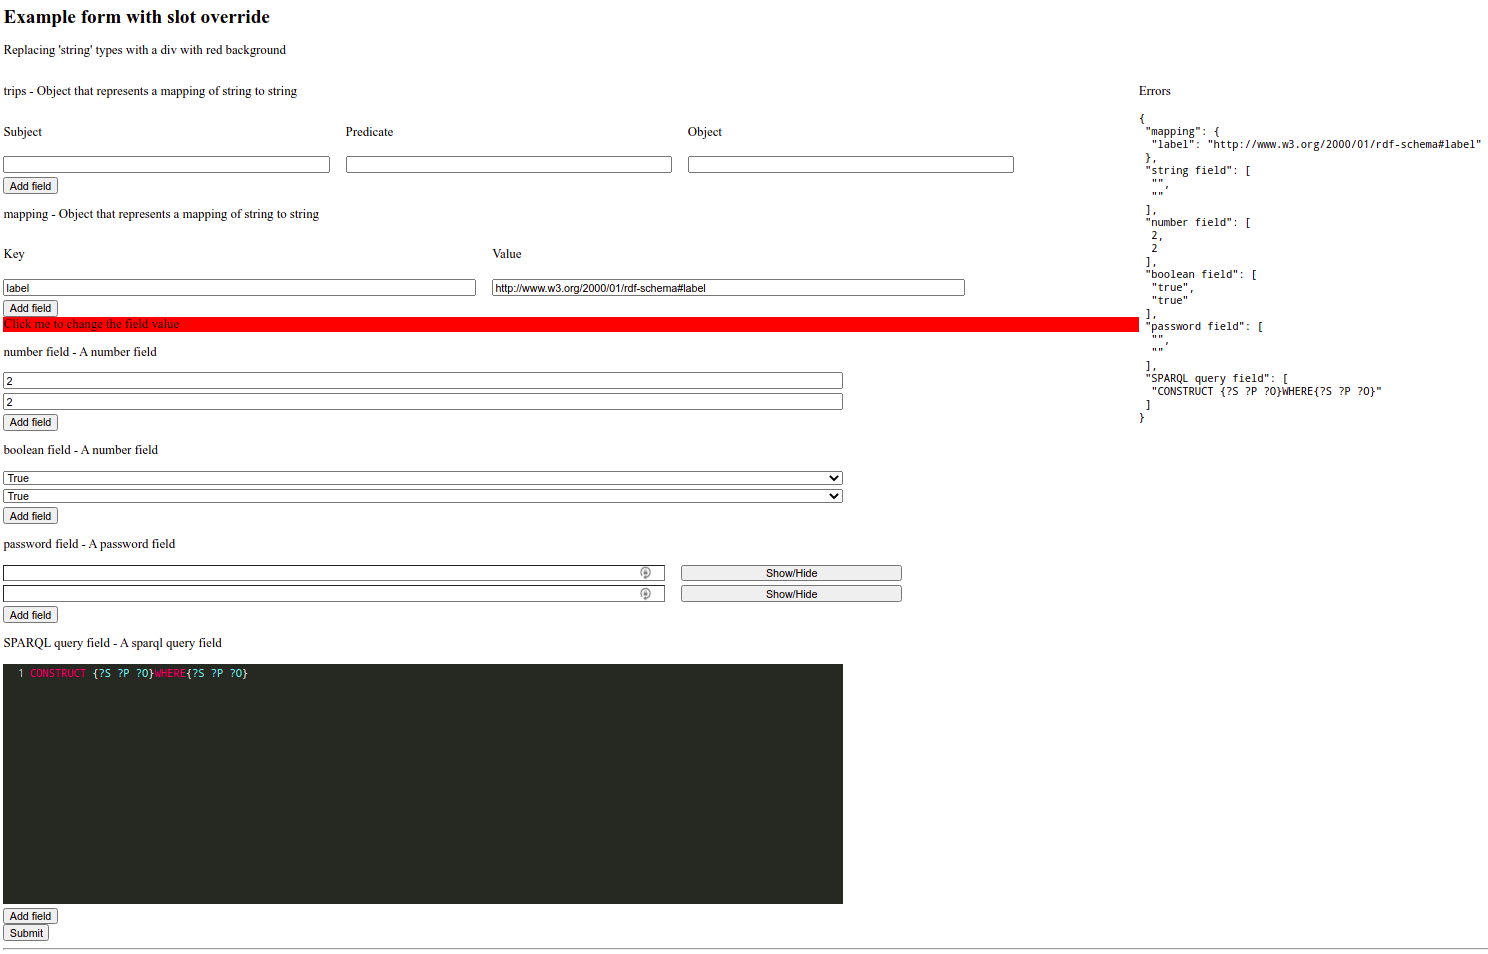 Example form with slot override
Replacing 'string' types with a div with red background
trips - Object that represents a mapping of string to string
Subject Predicate Object
Add field
mapping - Object that represents a mapping of string to string
Key Value
label http://www.w3.org/2000/01/rdf-schema#label
Add field
Click me to change the field value
number field - A number field
2
2
Add field
boolean field - A number field
True
True
Add field
password field - A password field
Show/Hide
Show/Hide
Add field
SPARQL query field - A sparql query field
1 CONSTRUCT {?S ?P ?O}WHERE{?S ?P ?O}
Add field
Submit
Errors
{
"mapping": {
"label": "http://www.w3.org/2000/01/rdf-schema#label"
},
"string field": [
"",
""
],
"number field": [
2,
2
],
"boolean field": [
"true",
"true"
],
"password field": [
"",
""
],
"SPARQL query field": [
"CONSTRUCT {?S ?P ?O}WHERE{?S ?P ?O}"
]
}